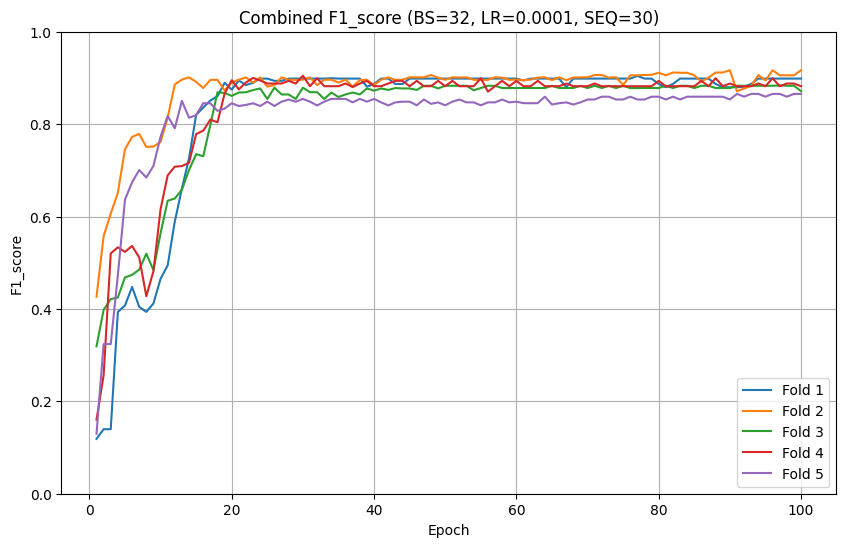 Combined F1_score (BS=32, LR=0.0001, SEQ=30)
F1_score
1.0
0.8
0.6
0.4
0.2
0.0
0
20
40
60
80
100
Epoch
Fold 1
Fold 2
Fold 3
Fold 4
Fold 5